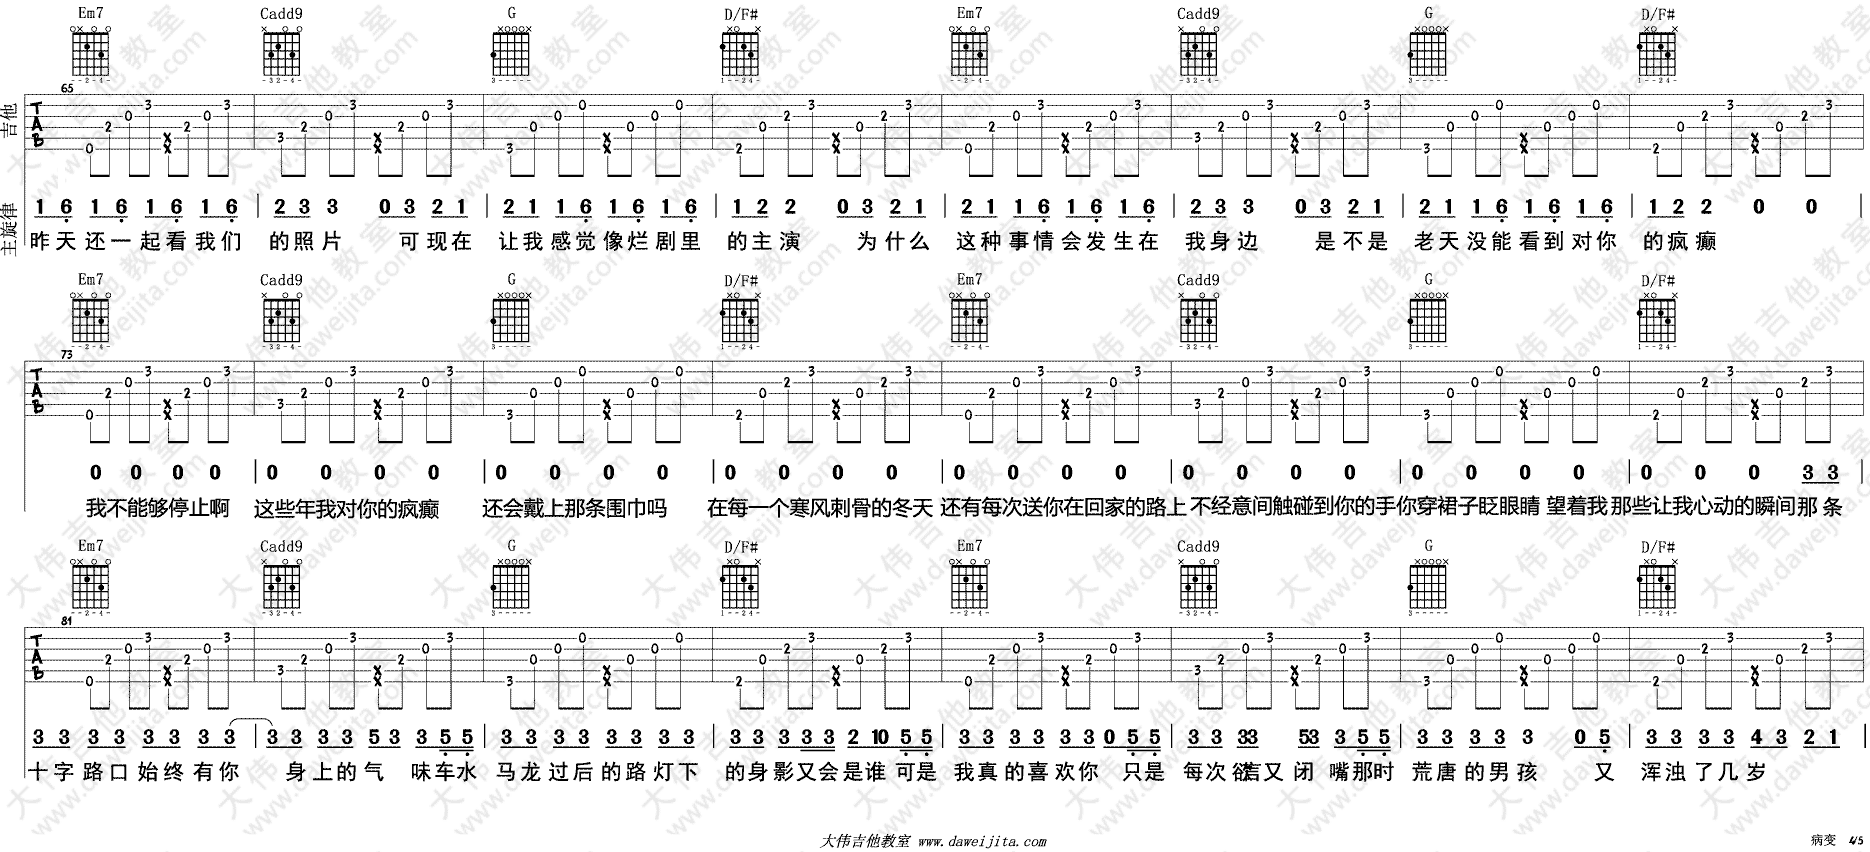 Em7 Cadd9 G D/F# Em7 Cadd9 G D/F#
65
吉他
主旋律
1 6 1 6 1 6 1 6 | 2 3 3 0 3 2 1 | 2 1 1 6 1 6 1 6 | 1 2 2 0 3 2 1 | 2 1 1 6 1 6 1 6 | 2 3 3 0 3 2 1 | 2 1 1 6 1 6 1 6 | 1 2 2 0 0 |
昨天还一起看我们 的照片 可现在 让我感觉像烂剧里 的主演 为什么 这种事情会发生在 我身边 是不是 老天没能看到对你 的疯癫
Em7 Cadd9 G D/F# Em7 Cadd9 G D/F#
73
0 0 0 0 | 0 0 0 0 | 0 0 0 0 | 0 0 0 0 | 0 0 0 0 | 0 0 0 0 | 0 0 0 0 | 0 0 0 3 3 |
我不能够停止啊 这些年我对你的疯癫 还会戴上那条围巾吗 在每一个寒风刺骨的冬天 还有每次送你在回家的路上 不经意间触碰到你的手你穿裙子眨眼睛 望着我那些让我心动的瞬间那条
Em7 Cadd9 G D/F# Em7 Cadd9 G D/F#
81
3 3 3 3 3 3 3 3 | 3 3 3 3 5 3 3 5 5 | 3 3 3 3 3 3 3 3 | 3 3 3 3 3 2 10 5 5 | 3 3 3 3 3 3 0 5 5 | 3 3 33 53 3 5 5 | 3 3 3 3 3 0 5 | 3 3 3 3 4 3 2 1 |
十字路口始终有你 身上的气 味车水 马龙过后的路灯下 的身影又会是谁 可是 我真的喜欢你 只是 每次欲言又闭 嘴那时 荒唐的男孩 又 浑浊了几岁
大伟吉他教室 www.daweijita.com
病变 4/5